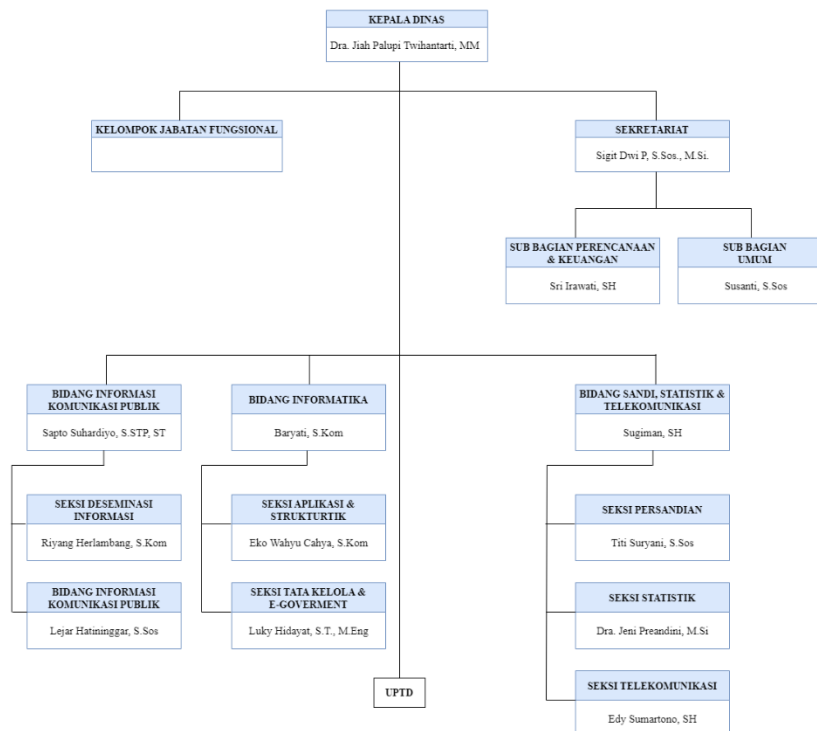 KEPALA DINAS
Dra. Jiah Palupi Twihantarti, MM
KELOMPOK JABATAN FUNGSIONAL
SEKRETARIAT
Sigit Dwi P, S.Sos., M.Si.
SUB BAGIAN PERENCANAAN
& KEUANGAN
Sri Irawati, SH
SUB BAGIAN
UMUM
Susanti, S.Sos
BIDANG INFORMASI
KOMUNIKASI PUBLIK
Sapto Suhardiyo, S.STP, ST
BIDANG INFORMATIKA
Baryati, S.Kom
BIDANG SANDI, STATISTIK &
TELEKOMUNIKASI
Sugiman, SH
SEKSI DESEMINASI
INFORMASI
Riyang Herlambang, S.Kom
SEKSI APLIKASI &
STRUKTURTIK
Eko Wahyu Cahya, S.Kom
SEKSI PERSANDIAN
Titi Suryani, S.Sos
BIDANG INFORMASI
KOMUNIKASI PUBLIK
Lejar Hatininggar, S.Sos
SEKSI TATA KELOLA &
E-GOVERMENT
Luky Hidayat, S.T., M.Eng
SEKSI STATISTIK
Dra. Jeni Preandini, M.Si
UPTD
SEKSI TELEKOMUNIKASI
Edy Sumartono, SH